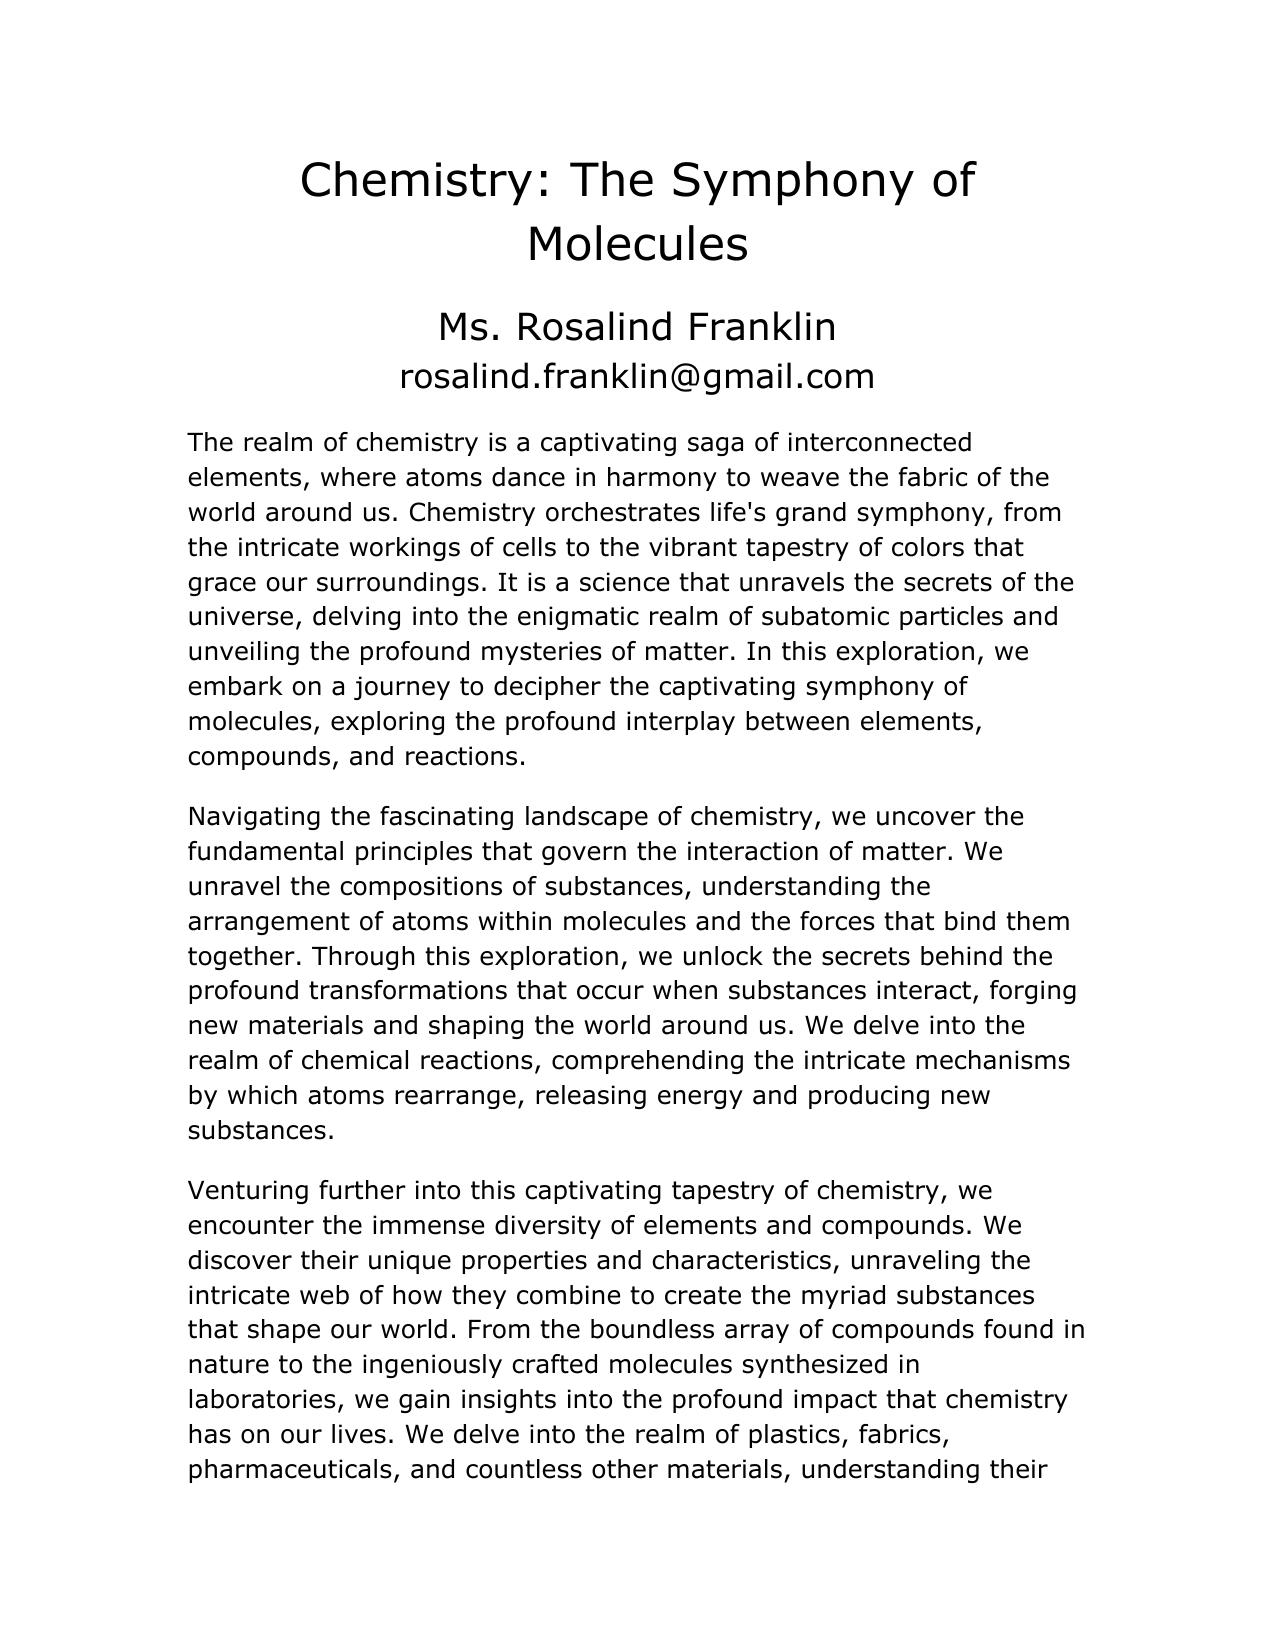 Chemistry: The Symphony of
Molecules
Ms. Rosalind Franklin
rosalind.franklin@gmail.com
The realm of chemistry is a captivating saga of interconnected
elements, where atoms dance in harmony to weave the fabric of the
world around us. Chemistry orchestrates life's grand symphony, from
the intricate workings of cells to the vibrant tapestry of colors that
grace our surroundings. It is a science that unravels the secrets of the
universe, delving into the enigmatic realm of subatomic particles and
unveiling the profound mysteries of matter. In this exploration, we
embark on a journey to decipher the captivating symphony of
molecules, exploring the profound interplay between elements,
compounds, and reactions.
Navigating the fascinating landscape of chemistry, we uncover the
fundamental principles that govern the interaction of matter. We
unravel the compositions of substances, understanding the
arrangement of atoms within molecules and the forces that bind them
together. Through this exploration, we unlock the secrets behind the
profound transformations that occur when substances interact, forging
new materials and shaping the world around us. We delve into the
realm of chemical reactions, comprehending the intricate mechanisms
by which atoms rearrange, releasing energy and producing new
substances.
Venturing further into this captivating tapestry of chemistry, we
encounter the immense diversity of elements and compounds. We
discover their unique properties and characteristics, unraveling the
intricate web of how they combine to create the myriad substances
that shape our world. From the boundless array of compounds found in
nature to the ingeniously crafted molecules synthesized in
laboratories, we gain insights into the profound impact that chemistry
has on our lives. We delve into the realm of plastics, fabrics,
pharmaceuticals, and countless other materials, understanding their